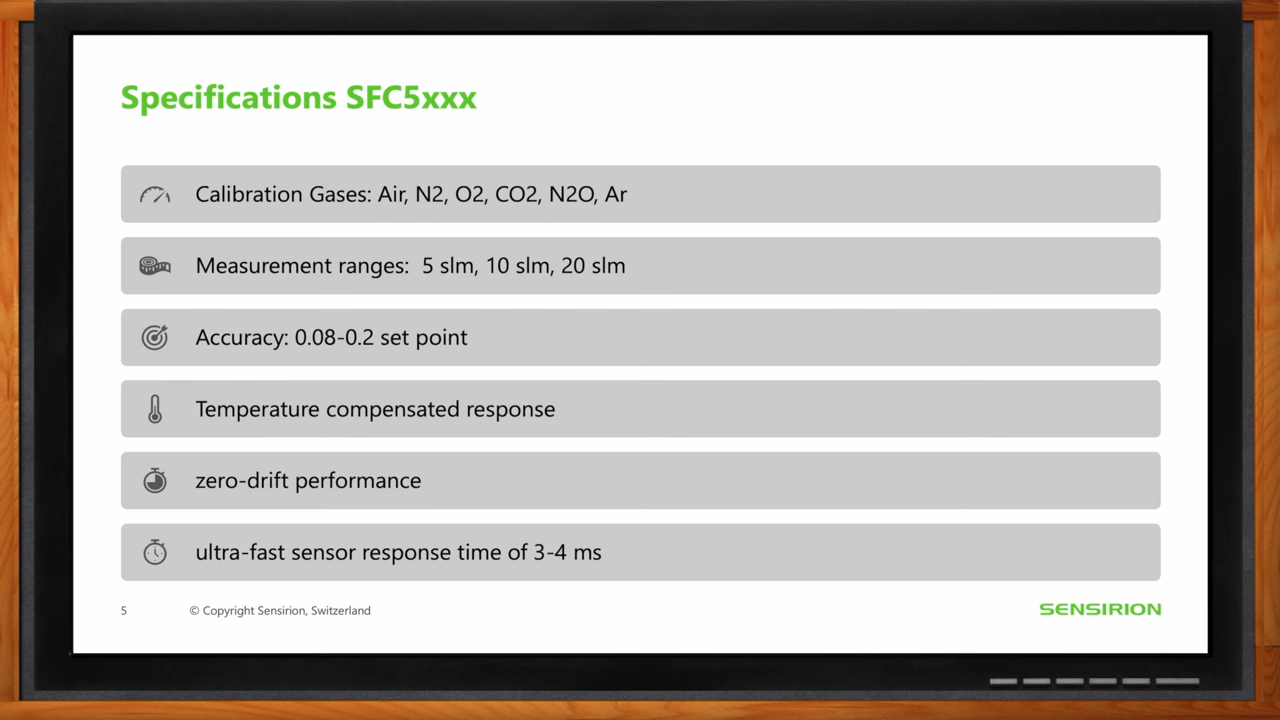 Specifications SFC5xxx
Calibration Gases: Air, N2, O2, CO2, N2O, Ar
Measurement ranges:  5 slm, 10 slm, 20 slm
Accuracy: 0.08-0.2 set point
Temperature compensated response
zero-drift performance
ultra-fast sensor response time of 3-4 ms
5 © Copyright Sensirion, Switzerland SENSIRION